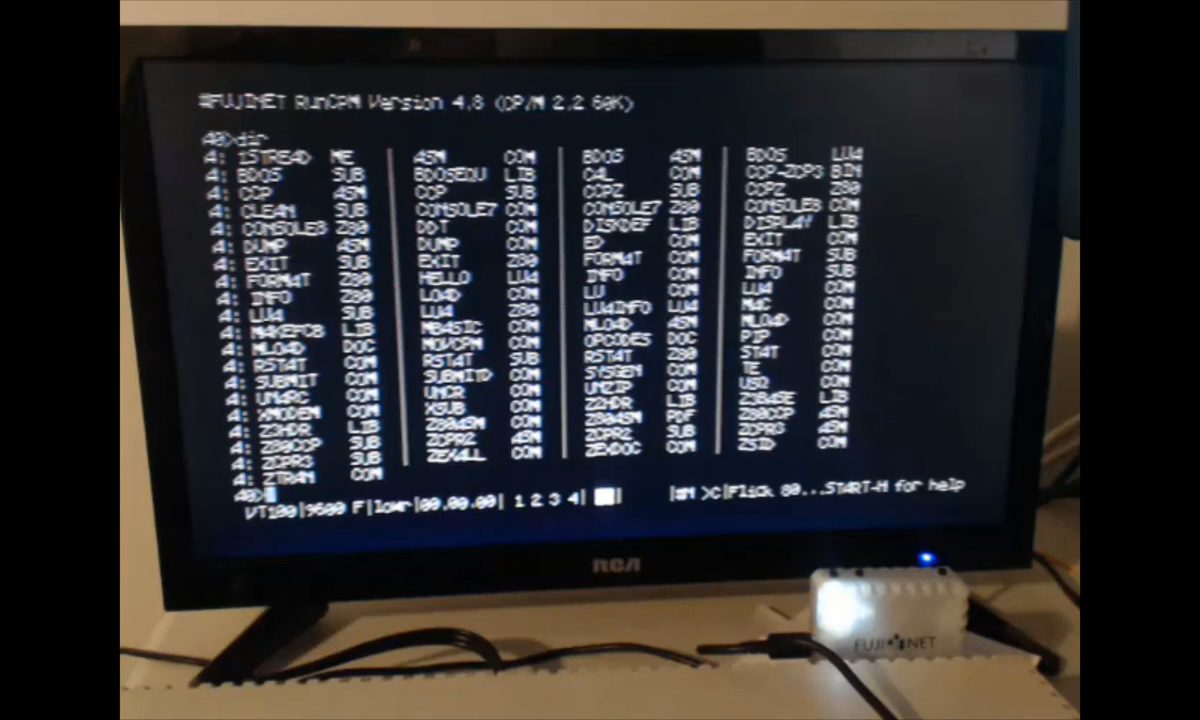 #FUJINET RunCPM Version 4.8 (CP/M 2.2 60K)
A0>dir
A: 1STREAD ME | ASM COM | BDOS ASM | BDOS LUA
A: BDOS SUB | BDOSEQU LIB | CAL COM | CCP-ZCP3 BIN
A: CCP ASM | CCP SUB | CCPZ SUB | CCPZ Z80
A: CLEAN SUB | CONSOLE7 COM | CONSOLE7 Z80 | CONSOLE8 COM
A: CONSOLE8 Z80 | DDT COM | DISKDEF LIB | DISPLAY LIB
A: DUMP ASM | DUMP COM | ED COM | EXIT COM
A: EXIT SUB | EXIT Z80 | FORMAT COM | FORMAT SUB
A: FORMAT Z80 | HELLO LUA | INFO COM | INFO SUB
A: INFO Z80 | LOAD COM | LU COM | LUA COM
A: LUA SUB | LUA Z80 | LUAINFO LUA | MAC COM
A: MAKEFCB LIB | MBASIC COM | MLOAD ASM | MLOAD COM
A: MLOAD DOC | MOVCPM COM | OPCODES DOC | PIP COM
A: RSTAT COM | RSTAT SUB | RSTAT Z80 | STAT COM
A: SUBMIT COM | SUBMITD COM | SYSGEN COM | TE COM
A: UNARC COM | UNCR COM | UNZIP COM | USQ COM
A: XMODEM COM | XSUB COM | Z2HDR LIB | Z3BASE LIB
A: Z3HDR LIB | Z80ASM COM | Z80ASM PDF | Z80CCP ASM
A: Z80CCP SUB | ZCPR2 ASM | ZCPR2 SUB | ZCPR3 ASM
A: ZCPR3 SUB | ZEXALL COM | ZEXDOC COM | ZSID COM
A: ZTRAN COM
A0>
VT100|9600 F|lowr|00.00.00| 1 2 3 4| |#M >C|Flick 80...START-H for help
RCA
FUJINET